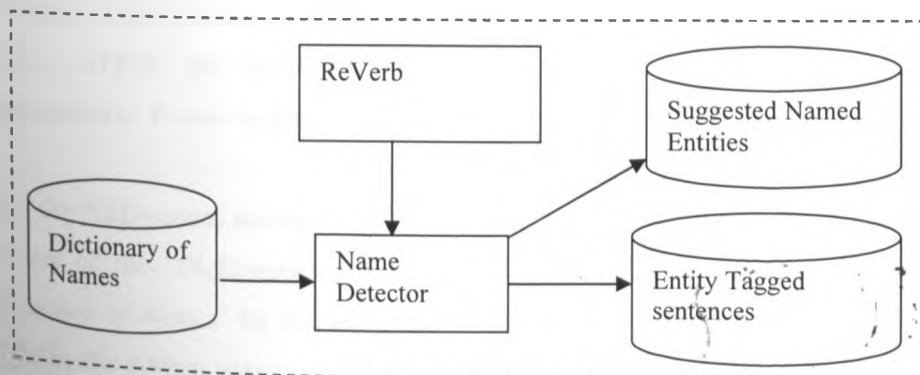 ReVerb
Suggested Named
Entities
Dictionary of
Names
Name
Detector
Entity Tagged
sentences